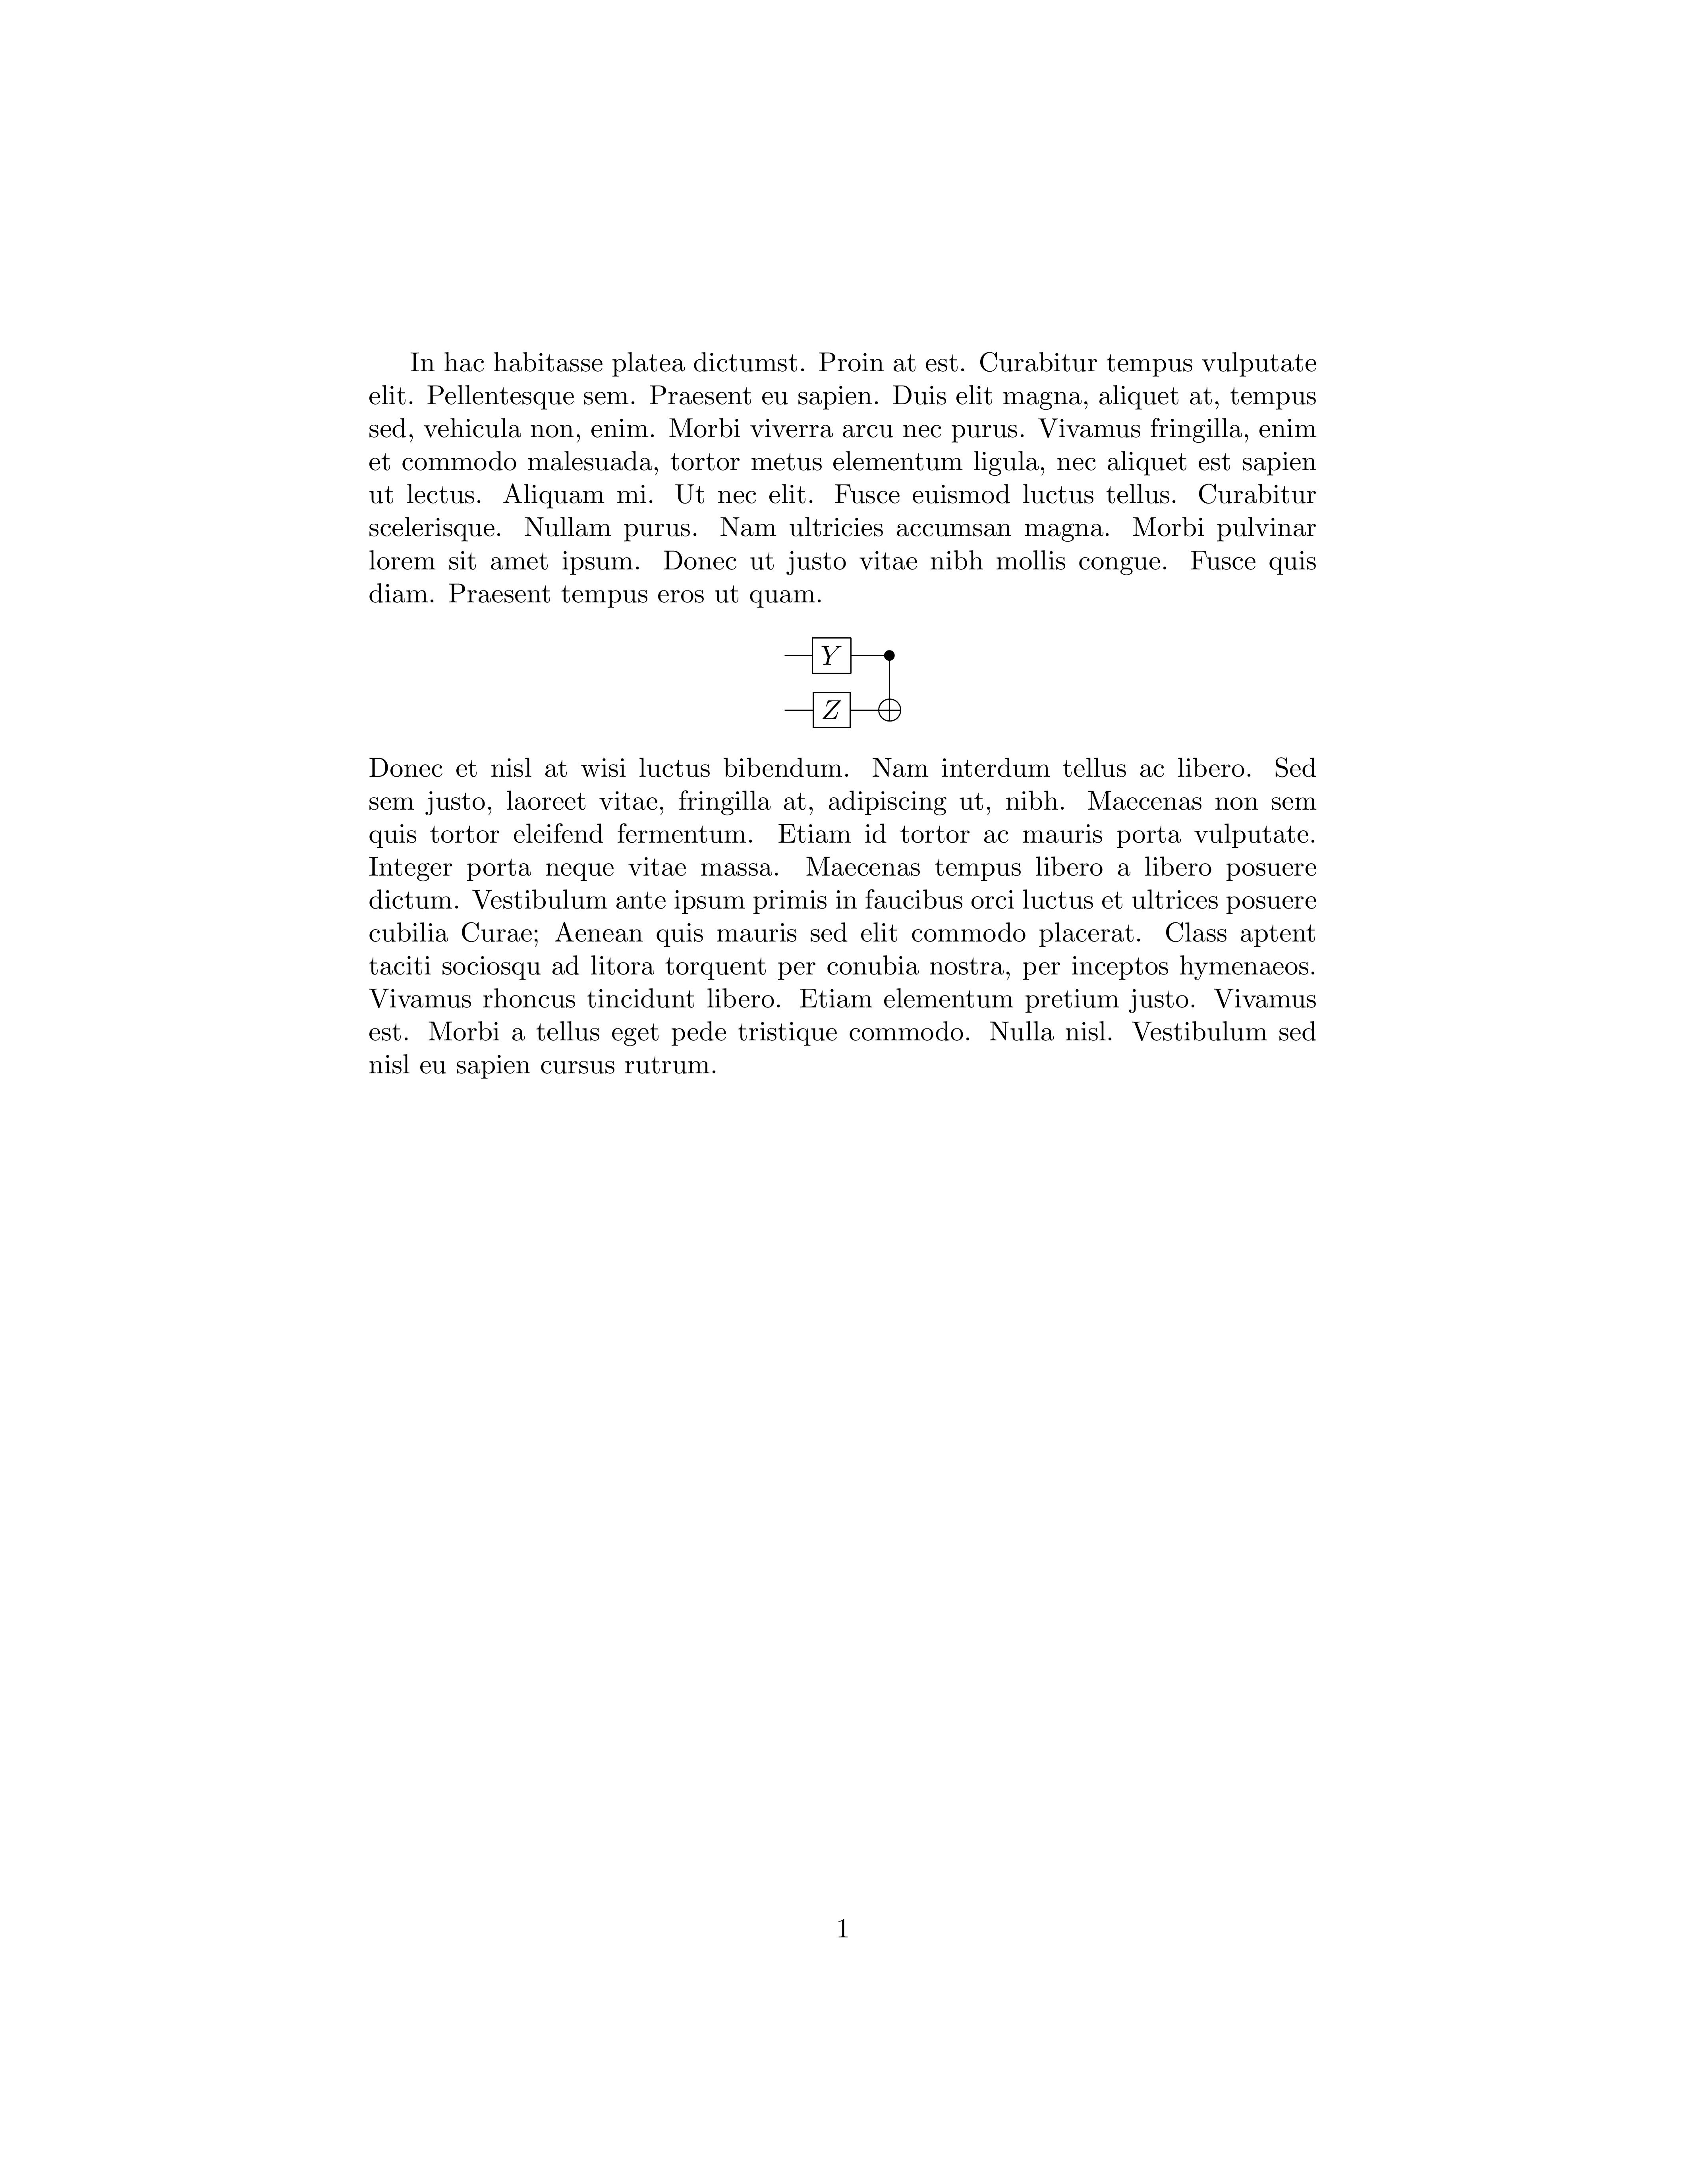 In hac habitasse platea dictumst. Proin at est. Curabitur tempus vulputate
elit. Pellentesque sem. Praesent eu sapien. Duis elit magna, aliquet at, tempus
sed, vehicula non, enim. Morbi viverra arcu nec purus. Vivamus fringilla, enim
et commodo malesuada, tortor metus elementum ligula, nec aliquet est sapien
ut lectus. Aliquam mi. Ut nec elit. Fusce euismod luctus tellus. Curabitur
scelerisque. Nullam purus. Nam ultricies accumsan magna. Morbi pulvinar
lorem sit amet ipsum. Donec ut justo vitae nibh mollis congue. Fusce quis
diam. Praesent tempus eros ut quam.
Y
Z
Donec et nisl at wisi luctus bibendum. Nam interdum tellus ac libero. Sed
sem justo, laoreet vitae, fringilla at, adipiscing ut, nibh. Maecenas non sem
quis tortor eleifend fermentum. Etiam id tortor ac mauris porta vulputate.
Integer porta neque vitae massa. Maecenas tempus libero a libero posuere
dictum. Vestibulum ante ipsum primis in faucibus orci luctus et ultrices posuere
cubilia Curae; Aenean quis mauris sed elit commodo placerat. Class aptent
taciti sociosqu ad litora torquent per conubia nostra, per inceptos hymenaeos.
Vivamus rhoncus tincidunt libero. Etiam elementum pretium justo. Vivamus
est. Morbi a tellus eget pede tristique commodo. Nulla nisl. Vestibulum sed
nisl eu sapien cursus rutrum.
1